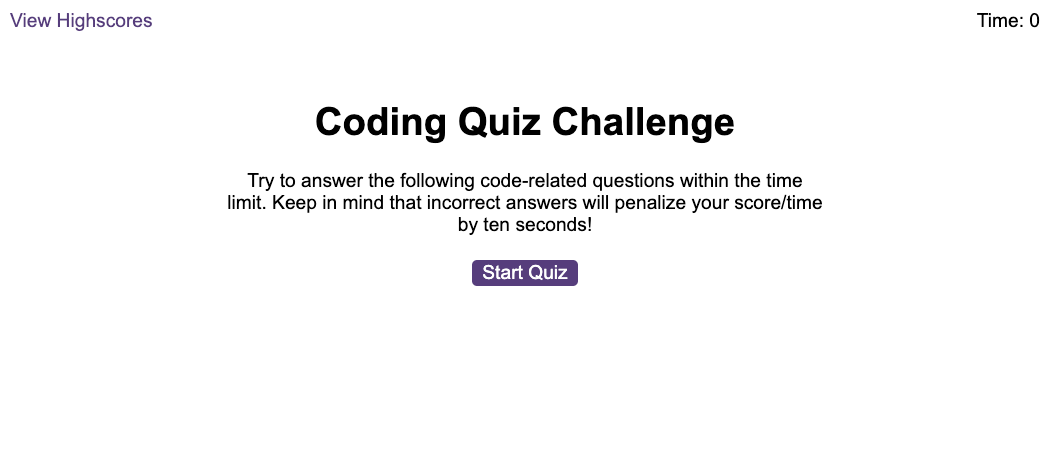 View Highscores
Time: 0
Coding Quiz Challenge
Try to answer the following code-related questions within the time
limit. Keep in mind that incorrect answers will penalize your score/time
by ten seconds!
Start Quiz